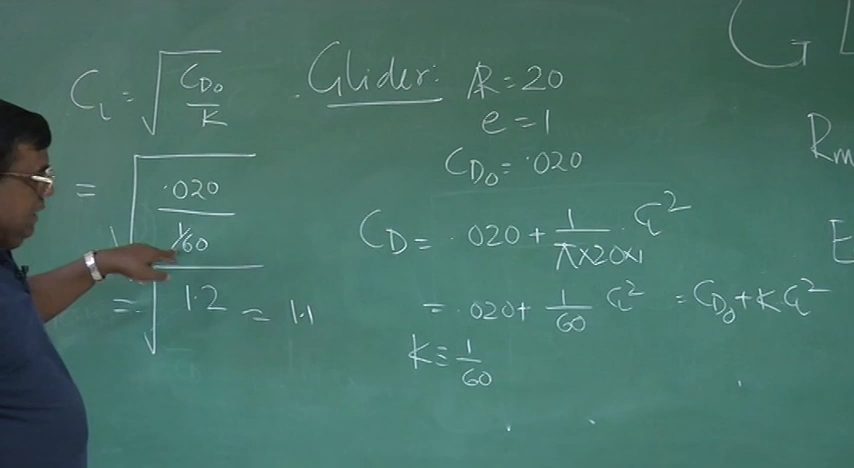 C_L = √(C_D₀ / K)
= √(.020 / (1/60))
= √1.2 ≈ 1.1
Glider: AR = 20
e = 1
C_D₀ = .020
C_D = .020 + 1/(π×20×1) · C_L²
= .020 + 1/60 C_L² = C_D₀ + K C_L²
K ≡ 1/60
G
Rm
E